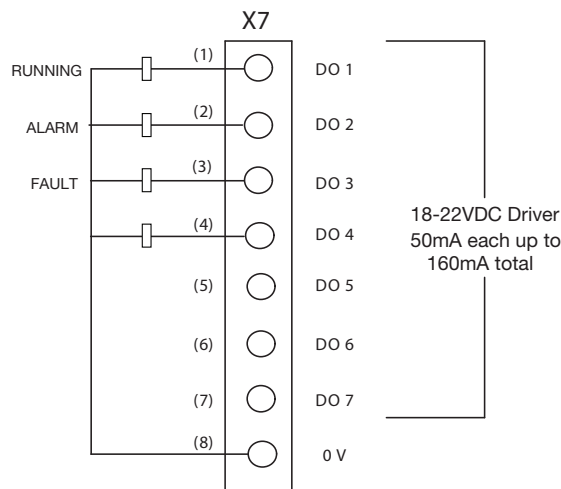 X7
RUNNING (1) DO 1
ALARM (2) DO 2
FAULT (3) DO 3
(4) DO 4
(5) DO 5
(6) DO 6
(7) DO 7
(8) 0 V
18-22VDC Driver
50mA each up to
160mA total